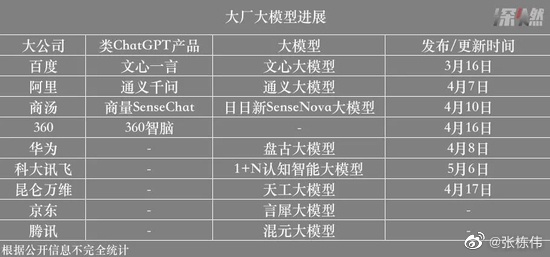 大厂大模型进展
深燃
大公司 类ChatGPT产品 大模型 发布/更新时间
百度 文心一言 文心大模型 3月16日
阿里 通义千问 通义大模型 4月7日
商汤 商量SenseChat 日日新SenseNova大模型 4月10日
360 360智脑 - 4月16日
华为 - 盘古大模型 4月8日
科大讯飞 - 1+N认知智能大模型 5月6日
昆仑万维 - 天工大模型 4月17日
京东 - 言犀大模型 -
腾讯 - 混元大模型 -
根据公开信息不完全统计
@张栋伟